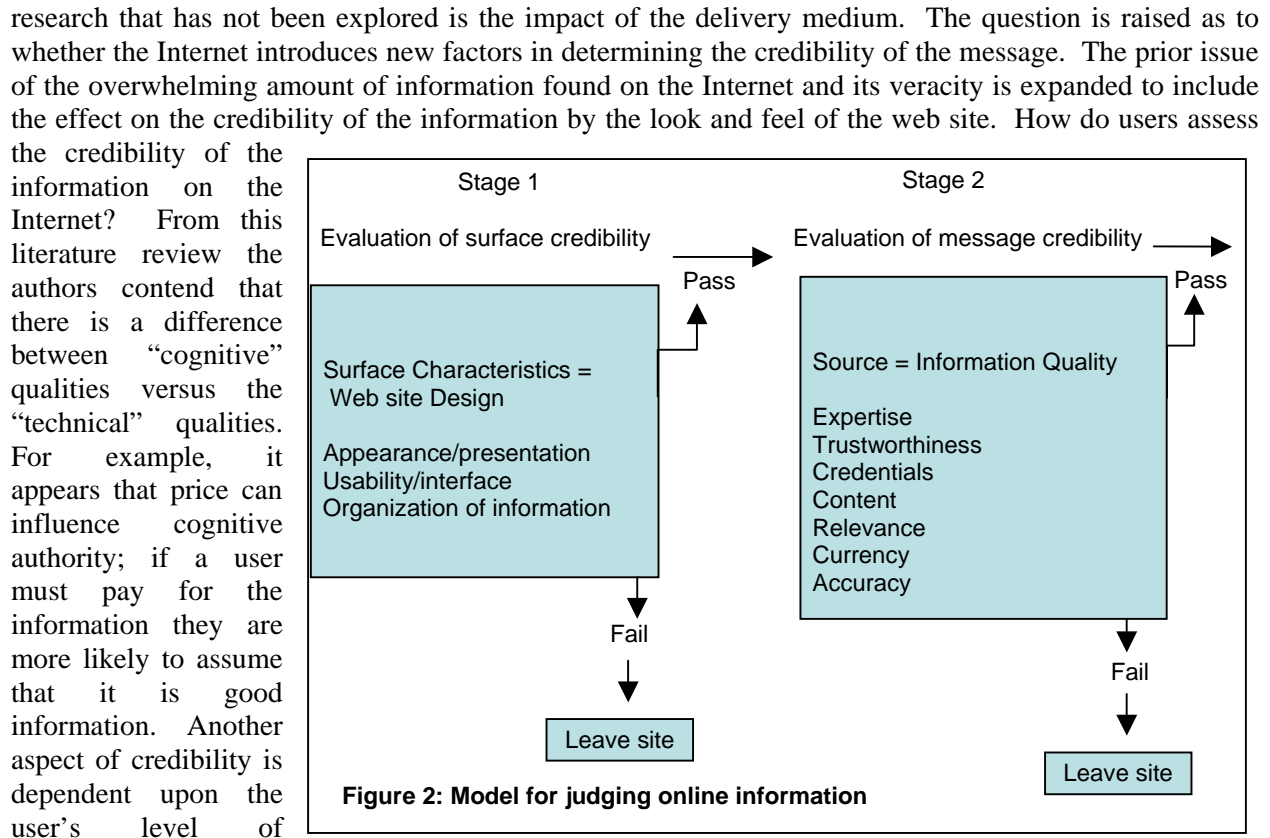 research that has not been explored is the impact of the delivery medium. The question is raised as to
whether the Internet introduces new factors in determining the credibility of the message. The prior issue
of the overwhelming amount of information found on the Internet and its veracity is expanded to include
the effect on the credibility of the information by the look and feel of the web site. How do users assess
the credibility of the
information on the
Internet? From this
literature review the
authors contend that
there is a difference
between “cognitive”
qualities versus the
“technical” qualities.
For example, it
appears that price can
influence cognitive
authority; if a user
must pay for the
information they are
more likely to assume
that it is good
information. Another
aspect of credibility is
dependent upon the
user’s level of
Stage 1
Evaluation of surface credibility
Pass
Surface Characteristics =
Web site Design
Appearance/presentation
Usability/interface
Organization of information
Fail
Leave site
Stage 2
Evaluation of message credibility
Pass
Source = Information Quality
Expertise
Trustworthiness
Credentials
Content
Relevance
Currency
Accuracy
Fail
Leave site
Figure 2: Model for judging online information